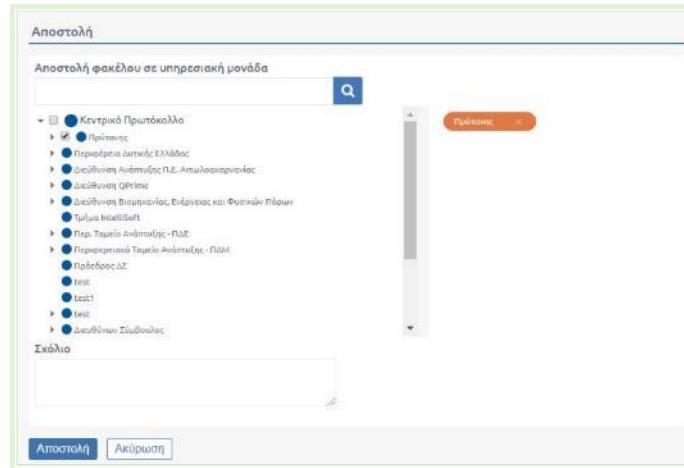 Αποστολή
Αποστολή φακέλου σε υπηρεσιακή μονάδα
Κεντρικό Πρωτόκολλο
Πρύτανης
Πρύτανης ×
Περιφέρεια Δυτικής Ελλάδας
Διεύθυνση Ανάπτυξης Π.Ε. Αιτωλοακαρνανίας
Διεύθυνση QPrime
Διεύθυνση Βιομηχανίας, Ενέργειας και Φυσικών Πόρων
Τμήμα IntelliSoft
Περ. Ταμείο Ανάπτυξης - ΠΔΕ
Περιφερειακό Ταμείο Ανάπτυξης - ΠΔΜ
Πρόεδρος ΔΣ
test
test1
test
Διευθύνων Σύμβουλος
Σχόλιο
Αποστολή
Ακύρωση